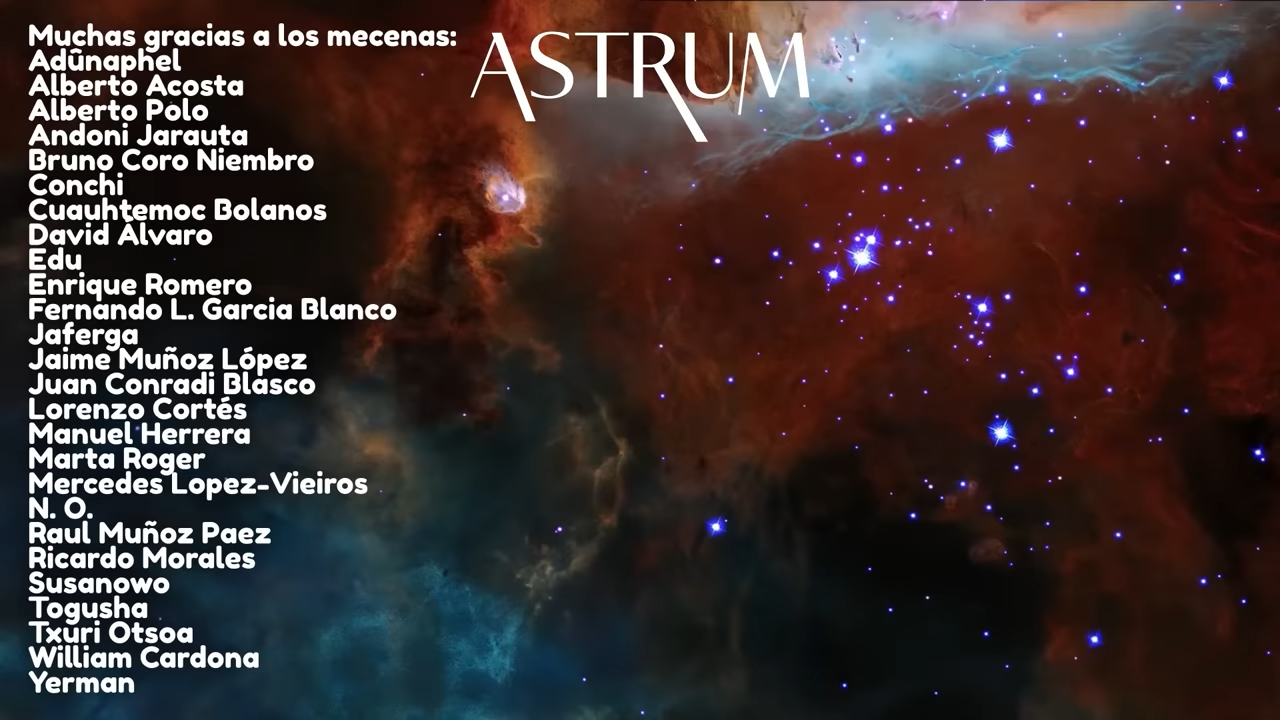 Muchas gracias a los mecenas:
ASTRUM
Adûnaphel
Alberto Acosta
Alberto Polo
Andoni Jarauta
Bruno Coro Niembro
Conchi
Cuauhtemoc Bolanos
David Álvaro
Edu
Enrique Romero
Fernando L. Garcia Blanco
Jaferga
Jaime Muñoz López
Juan Conradi Blasco
Lorenzo Cortés
Manuel Herrera
Marta Roger
Mercedes Lopez-Vieiros
N. O.
Raul Muñoz Paez
Ricardo Morales
Susanowo
Togusha
Txuri Otsoa
William Cardona
Yerman